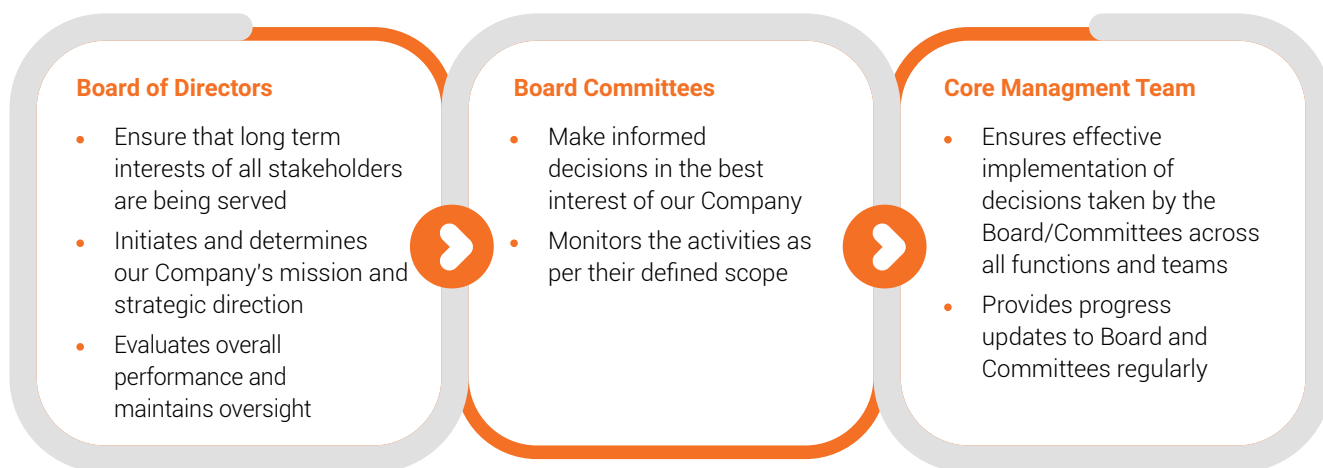 Board of Directors
• Ensure that long term
interests of all stakeholders
are being served
• Initiates and determines
our Company's mission and
strategic direction
• Evaluates overall
performance and
maintains oversight
Board Committees
• Make informed
decisions in the best
interest of our Company
• Monitors the activities as
per their defined scope
Core Managment Team
• Ensures effective
implementation of
decisions taken by the
Board/Committees across
all functions and teams
• Provides progress
updates to Board and
Committees regularly